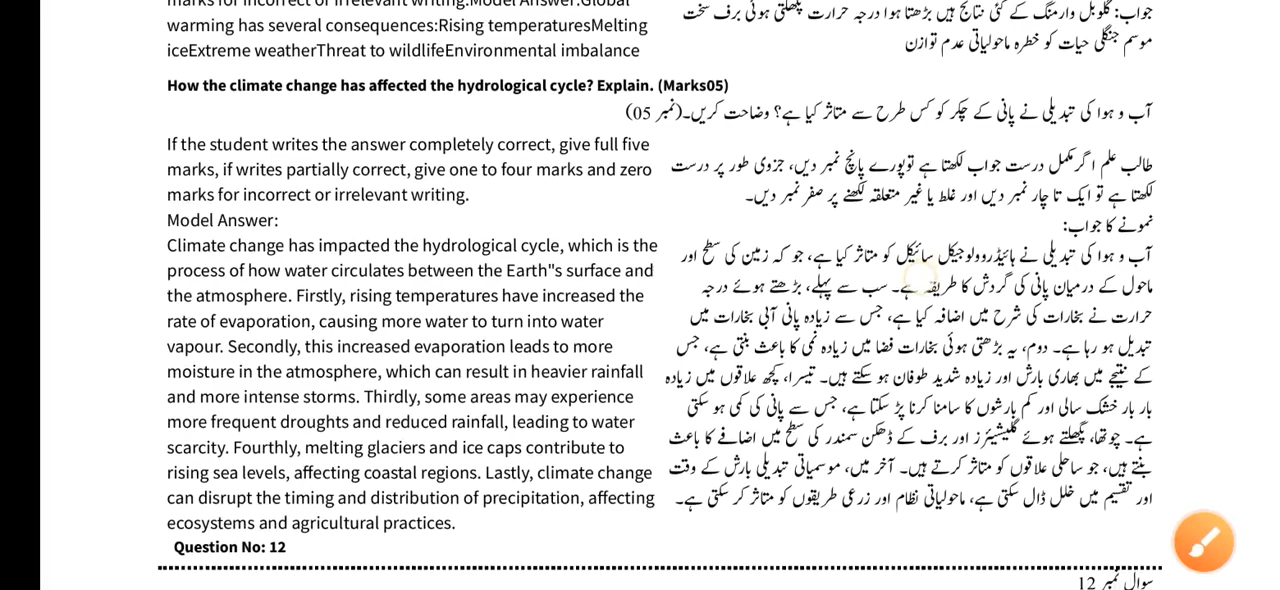 marks for incorrect or irrelevant writing.Model Answer:Global
warming has several consequences:Rising temperaturesMelting
iceExtreme weatherThreat to wildlifeEnvironmental imbalance
جواب: گلوبل وارمنگ کے کئی نتائج ہیں بڑھتا ہوا درجہ حرارت پگھلتی ہوئی برف سخت
موسم جنگلی حیات کو خطرہ ماحولیاتی عدم توازن
How the climate change has affected the hydrological cycle? Explain. (Marks05)
آب و ہوا کی تبدیلی نے پانی کے چکر کو کس طرح سے متاثر کیا ہے؟ وضاحت کریں۔(نمبر 05)
If the student writes the answer completely correct, give full five
marks, if writes partially correct, give one to four marks and zero
marks for incorrect or irrelevant writing.
Model Answer:
Climate change has impacted the hydrological cycle, which is the
process of how water circulates between the Earth"s surface and
the atmosphere. Firstly, rising temperatures have increased the
rate of evaporation, causing more water to turn into water
vapour. Secondly, this increased evaporation leads to more
moisture in the atmosphere, which can result in heavier rainfall
and more intense storms. Thirdly, some areas may experience
more frequent droughts and reduced rainfall, leading to water
scarcity. Fourthly, melting glaciers and ice caps contribute to
rising sea levels, affecting coastal regions. Lastly, climate change
can disrupt the timing and distribution of precipitation, affecting
ecosystems and agricultural practices.
طالب علم اگر مکمل درست جواب لکھتا ہے توپورے پانچ نمبر دیں، جزوی طور پر درست
لکھتا ہے تو ایک تا چار نمبر دیں اور غلط یا غیر متعلقہ لکھنے پر صفر نمبر دیں۔
نمونے کا جواب:
آب و ہوا کی تبدیلی نے ہائیڈروولوجیکل سائیکل کو متاثر کیا ہے، جو کہ زمین کی سطح اور
ماحول کے درمیان پانی کی گردش کا طریقہ ہے۔ سب سے پہلے، بڑھتے ہوئے درجہ
حرارت نے بخارات کی شرح میں اضافہ کیا ہے، جس سے زیادہ پانی آبی بخارات میں
تبدیل ہو رہا ہے۔ دوم، یہ بڑھتی ہوئی بخارات فضا میں زیادہ نمی کا باعث بنتی ہے، جس
کے نتیجے میں بھاری بارش اور زیادہ شدید طوفان ہو سکتے ہیں۔ تیسرا، کچھ علاقوں میں زیادہ
بار بار خشک سالی اور کم بارشوں کا سامنا کرنا پڑ سکتا ہے، جس سے پانی کی کمی ہو سکتی
ہے۔ چوتھا، پگھلتے ہوئے گلیشیئرز اور برف کے ڈھکن سمندر کی سطح میں اضافے کا باعث
بنتے ہیں، جو ساحلی علاقوں کو متاثر کرتے ہیں۔ آخر میں، موسمیاتی تبدیلی بارش کے وقت
اور تقسیم میں خلل ڈال سکتی ہے، ماحولیاتی نظام اور زرعی طریقوں کو متاثر کر سکتی ہے۔
Question No: 12
سوال نمبر 12